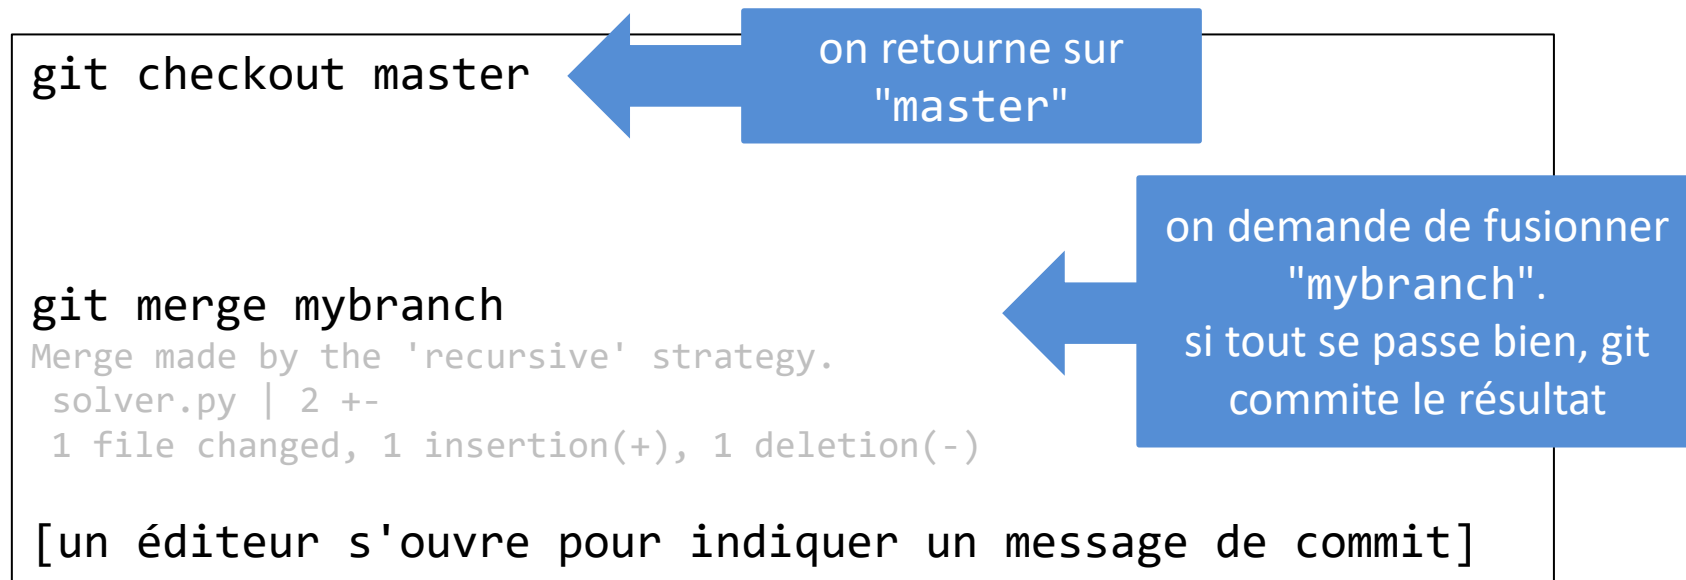 git checkout master
on retourne sur
"master"
on demande de fusionner
"mybranch".
si tout se passe bien, git
commite le résultat
git merge mybranch
Merge made by the 'recursive' strategy.
solver.py | 2 +-
1 file changed, 1 insertion(+), 1 deletion(-)
[un éditeur s'ouvre pour indiquer un message de commit]